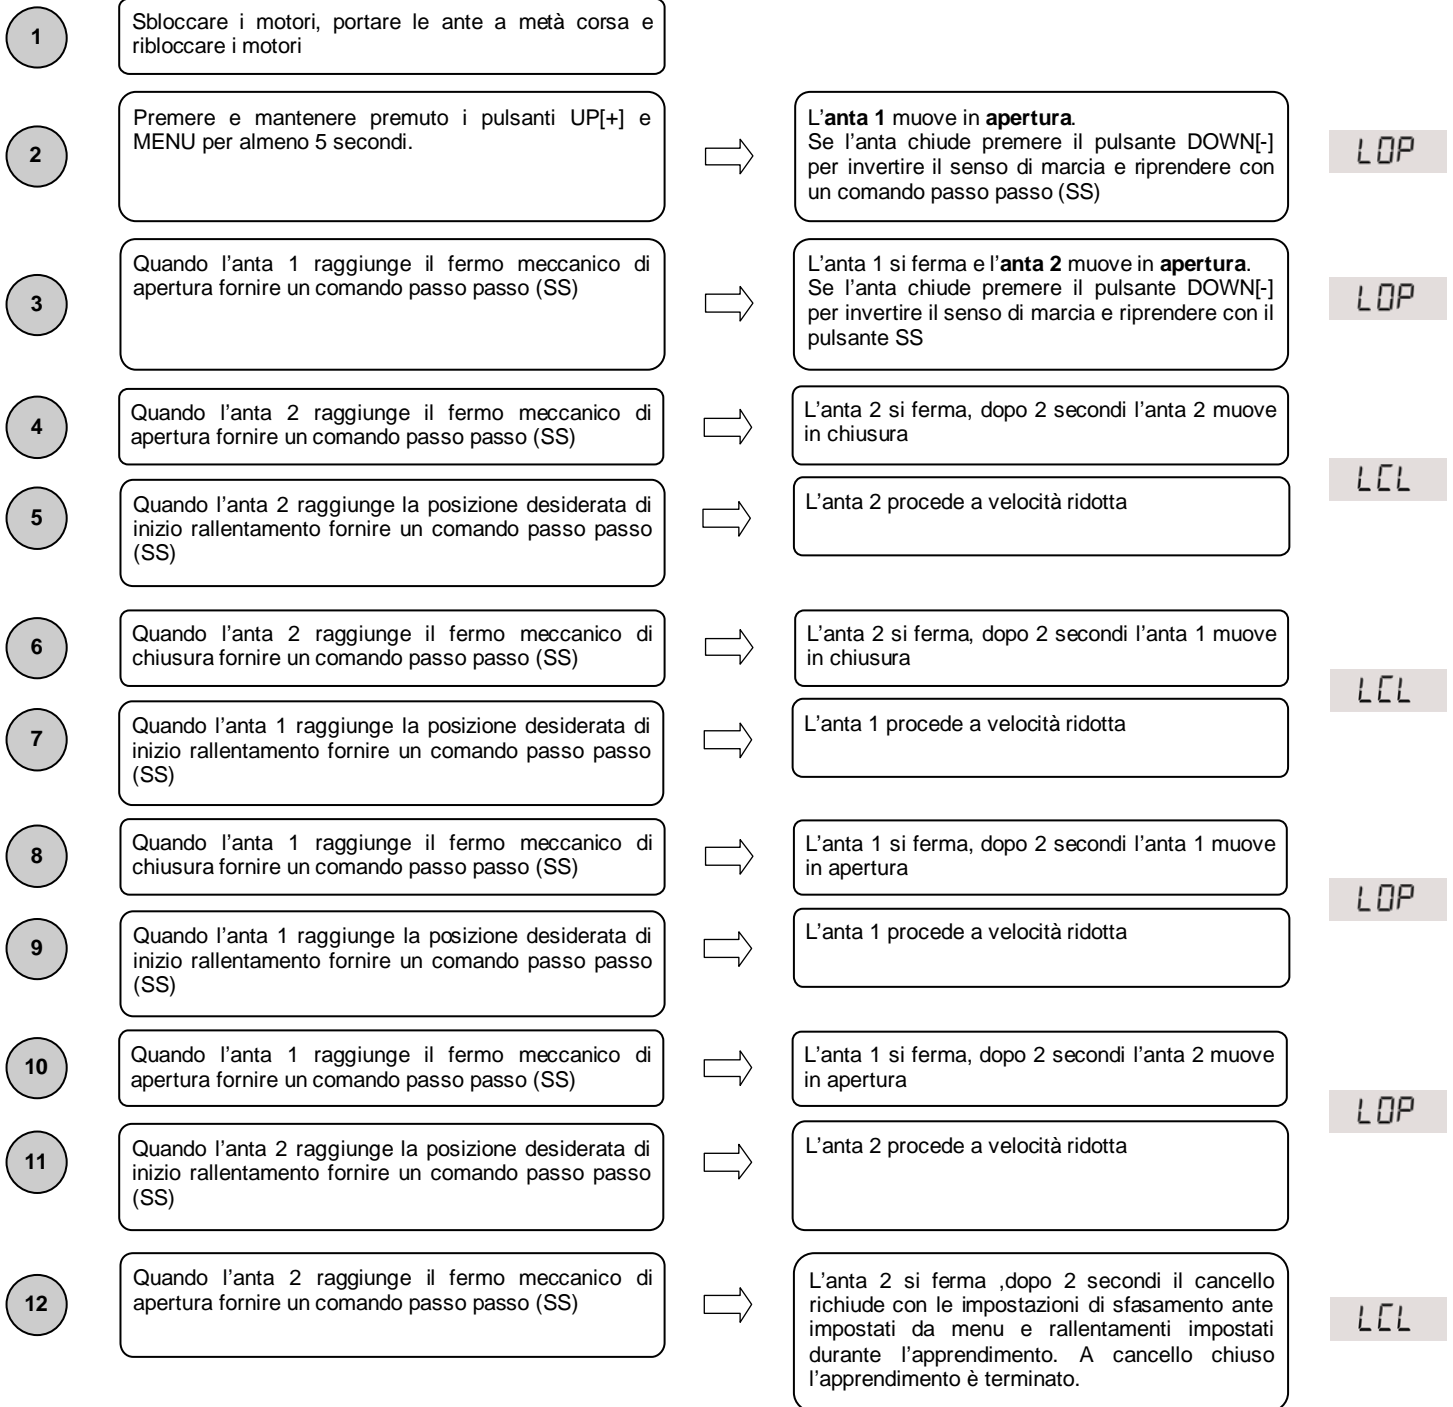 1
Sbloccare i motori, portare le ante a metà corsa e
ribloccare i motori
2
Premere e mantenere premuto i pulsanti UP[+] e
MENU per almeno 5 secondi.
L'anta 1 muove in apertura.
Se l'anta chiude premere il pulsante DOWN[-]
per invertire il senso di marcia e riprendere con
un comando passo passo (SS)
LOP
3
Quando l'anta 1 raggiunge il fermo meccanico di
apertura fornire un comando passo passo (SS)
L'anta 1 si ferma e l'anta 2 muove in apertura.
Se l'anta chiude premere il pulsante DOWN[-]
per invertire il senso di marcia e riprendere con il
pulsante SS
LOP
4
Quando l'anta 2 raggiunge il fermo meccanico di
apertura fornire un comando passo passo (SS)
L'anta 2 si ferma, dopo 2 secondi l'anta 2 muove
in chiusura
LCL
5
Quando l'anta 2 raggiunge la posizione desiderata di
inizio rallentamento fornire un comando passo passo
(SS)
L'anta 2 procede a velocità ridotta
6
Quando l'anta 2 raggiunge il fermo meccanico di
chiusura fornire un comando passo passo (SS)
L'anta 2 si ferma, dopo 2 secondi l'anta 1 muove
in chiusura
LCL
7
Quando l'anta 1 raggiunge la posizione desiderata di
inizio rallentamento fornire un comando passo passo
(SS)
L'anta 1 procede a velocità ridotta
8
Quando l'anta 1 raggiunge il fermo meccanico di
chiusura fornire un comando passo passo (SS)
L'anta 1 si ferma, dopo 2 secondi l'anta 1 muove
in apertura
LOP
9
Quando l'anta 1 raggiunge la posizione desiderata di
inizio rallentamento fornire un comando passo passo
(SS)
L'anta 1 procede a velocità ridotta
10
Quando l'anta 1 raggiunge il fermo meccanico di
apertura fornire un comando passo passo (SS)
L'anta 1 si ferma, dopo 2 secondi l'anta 2 muove
in apertura
LOP
11
Quando l'anta 2 raggiunge la posizione desiderata di
inizio rallentamento fornire un comando passo passo
(SS)
L'anta 2 procede a velocità ridotta
12
Quando l'anta 2 raggiunge il fermo meccanico di
apertura fornire un comando passo passo (SS)
L'anta 2 si ferma ,dopo 2 secondi il cancello
richiude con le impostazioni di sfasamento ante
impostati da menu e rallentamenti impostati
durante l'apprendimento. A cancello chiuso
l'apprendimento è terminato.
LCL